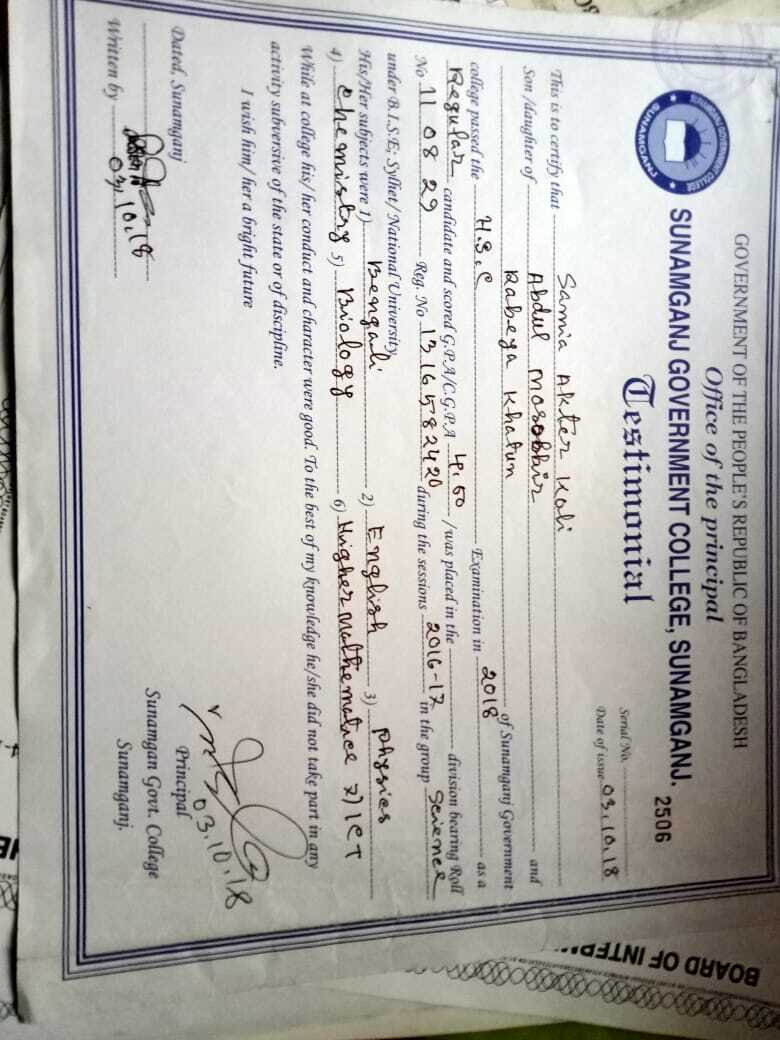 GOVERNMENT OF THE PEOPLE'S REPUBLIC OF BANGLADESH
Office of the principal
SUNAMGANJ GOVERNMENT COLLEGE, SUNAMGANJ.
SUNAMGANJ GOVERNMENT COLLEGE
SUNAMGANJ
2506
Testimonial
Serial No.
Date of issue 03.10.18
This is to certify that Samia Akter Koli
Son /daughter of Abdul Mosobbir and
Rabeya Khatun of Sunamganj Government
college passed the H.S.C Examination in 2018 as a
Regular candidate and scored G.P.A/C.G.P.A 4.50 /was placed in the division bearing Roll
No 11 08 29 Reg. No 1316582420 during the sessions 2016-17 in the group Science
under B.I.S.E; Sylhet/ National University,
His/Her subjects were 1) Bengali 2) English 3) Physics
4) Chemistry 5) Biology 6) Higher Mathematice 7) ICT
While at college his/ her conduct and character were good. To the best of my knowledge he/she did not take part in any
activity subversive of the state or of discipline.
I wish him/ her a bright future
03.10.18
Principal
Sunamgan Govt. College
Sunamganj.
Dated, Sunamganj
Written by 03/10.18
BOARD OF